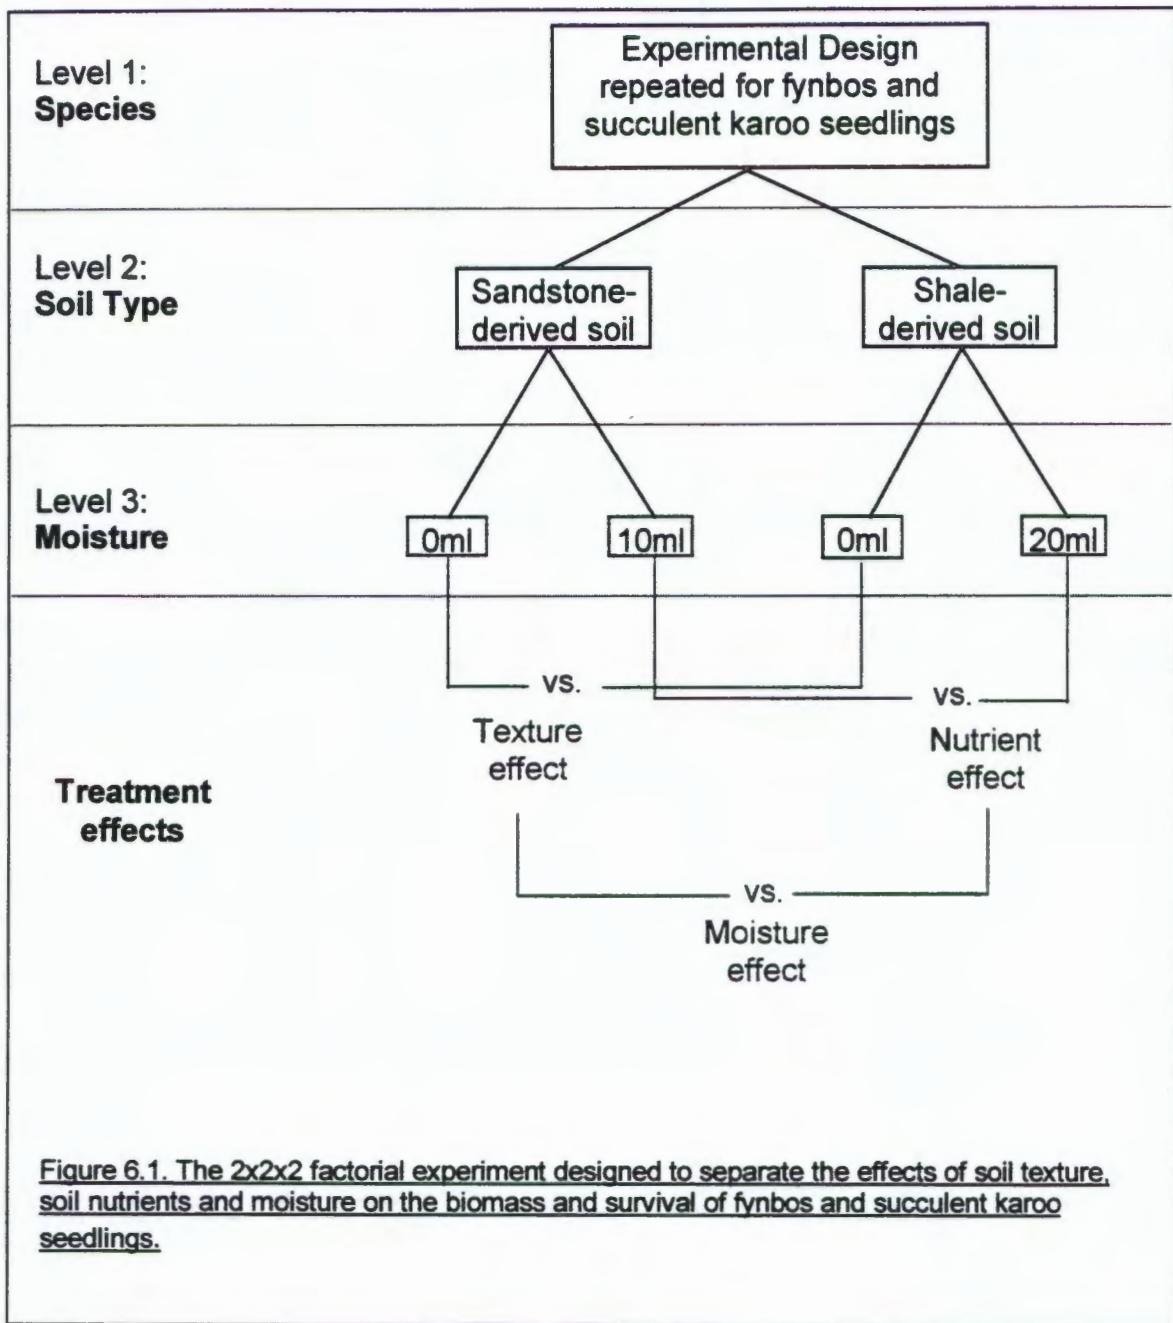 Level 1:
Species
Experimental Design
repeated for fynbos and
succulent karoo seedlings
Level 2:
Soil Type
Sandstone-
derived soil
Shale-
derived soil
Level 3:
Moisture
0ml
10ml
0ml
20ml
vs.
Texture
effect
vs.
Nutrient
effect
Treatment
effects
vs.
Moisture
effect
Figure 6.1. The 2x2x2 factorial experiment designed to separate the effects of soil texture,
soil nutrients and moisture on the biomass and survival of fynbos and succulent karoo
seedlings.